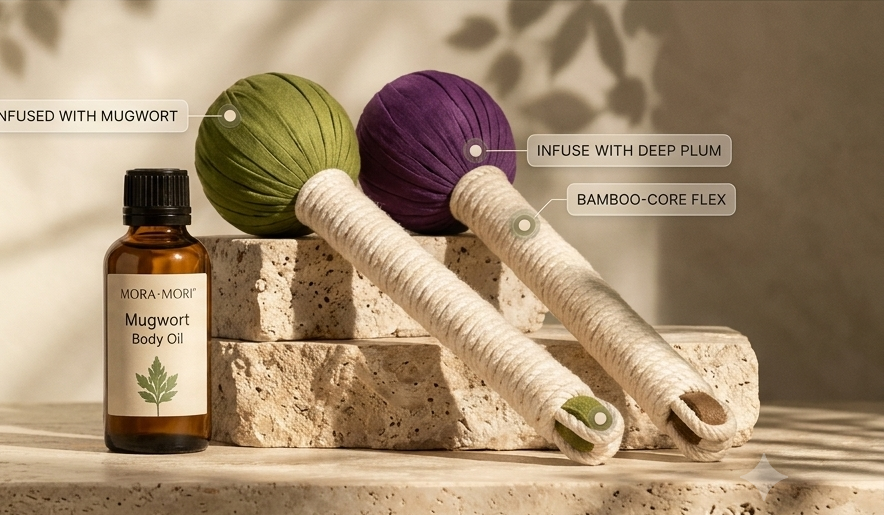 NFUSED WITH MUGWORT
INFUSE WITH DEEP PLUM
BAMBOO-CORE FLEX
MORA·MORI"
Mugwort
Body Oil